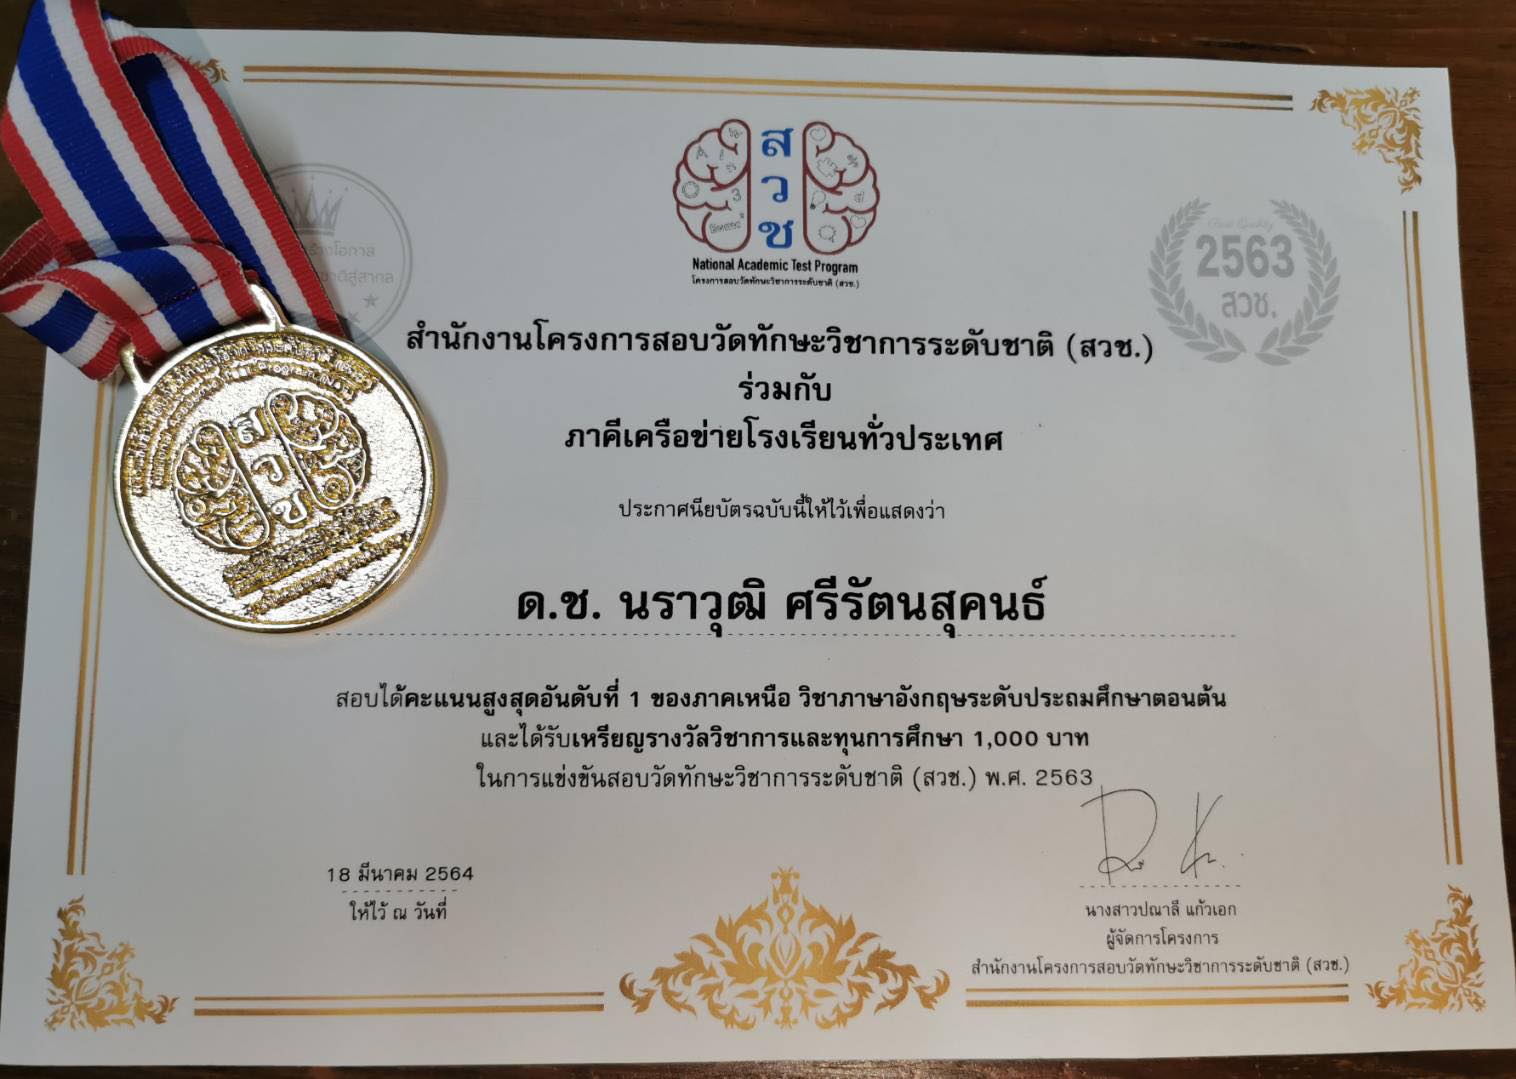 สวช
National Academic Test Program
โครงการสอบวัดทักษะวิชาการระดับชาติ (สวช.)
2563
สวช.
สำนักงานโครงการสอบวัดทักษะวิชาการระดับชาติ (สวช.)
ร่วมกับ
ภาคีเครือข่ายโรงเรียนทั่วประเทศ
ประกาศนียบัตรฉบับนี้ให้ไว้เพื่อแสดงว่า
ด.ช. นราวุฒิ ศรีรัตนสุคนธ์
สอบได้คะแนนสูงสุดอันดับที่ 1 ของภาคเหนือ วิชาภาษาอังกฤษระดับประถมศึกษาตอนต้น
และได้รับเหรียญรางวัลวิชาการและทุนการศึกษา 1,000 บาท
ในการแข่งขันสอบวัดทักษะวิชาการระดับชาติ (สวช.) พ.ศ. 2563
18 มีนาคม 2564
ให้ไว้ ณ วันที่
นางสาวปณาลี แก้วเอก
ผู้จัดการโครงการ
สำนักงานโครงการสอบวัดทักษะวิชาการระดับชาติ (สวช.)
สวช